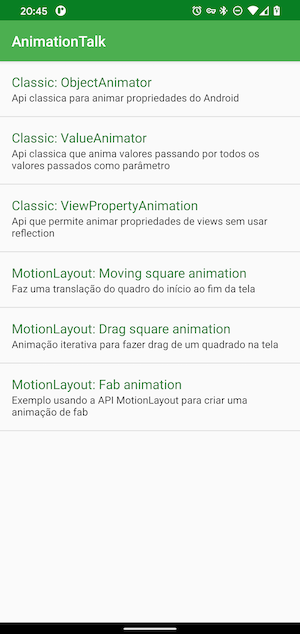 20:45
AnimationTalk
Classic: ObjectAnimator
Api classica para animar propriedades do Android
Classic: ValueAnimator
Api classica que anima valores passando por todos os
valores passados como parâmetro
Classic: ViewPropertyAnimation
Api que permite animar propriedades de views sem usar
reflection
MotionLayout: Moving square animation
Faz uma translação do quadro do início ao fim da tela
MotionLayout: Drag square animation
Animação iterativa para fazer drag de um quadrado na tela
MotionLayout: Fab animation
Exemplo usando a API MotionLayout para criar uma
animação de fab